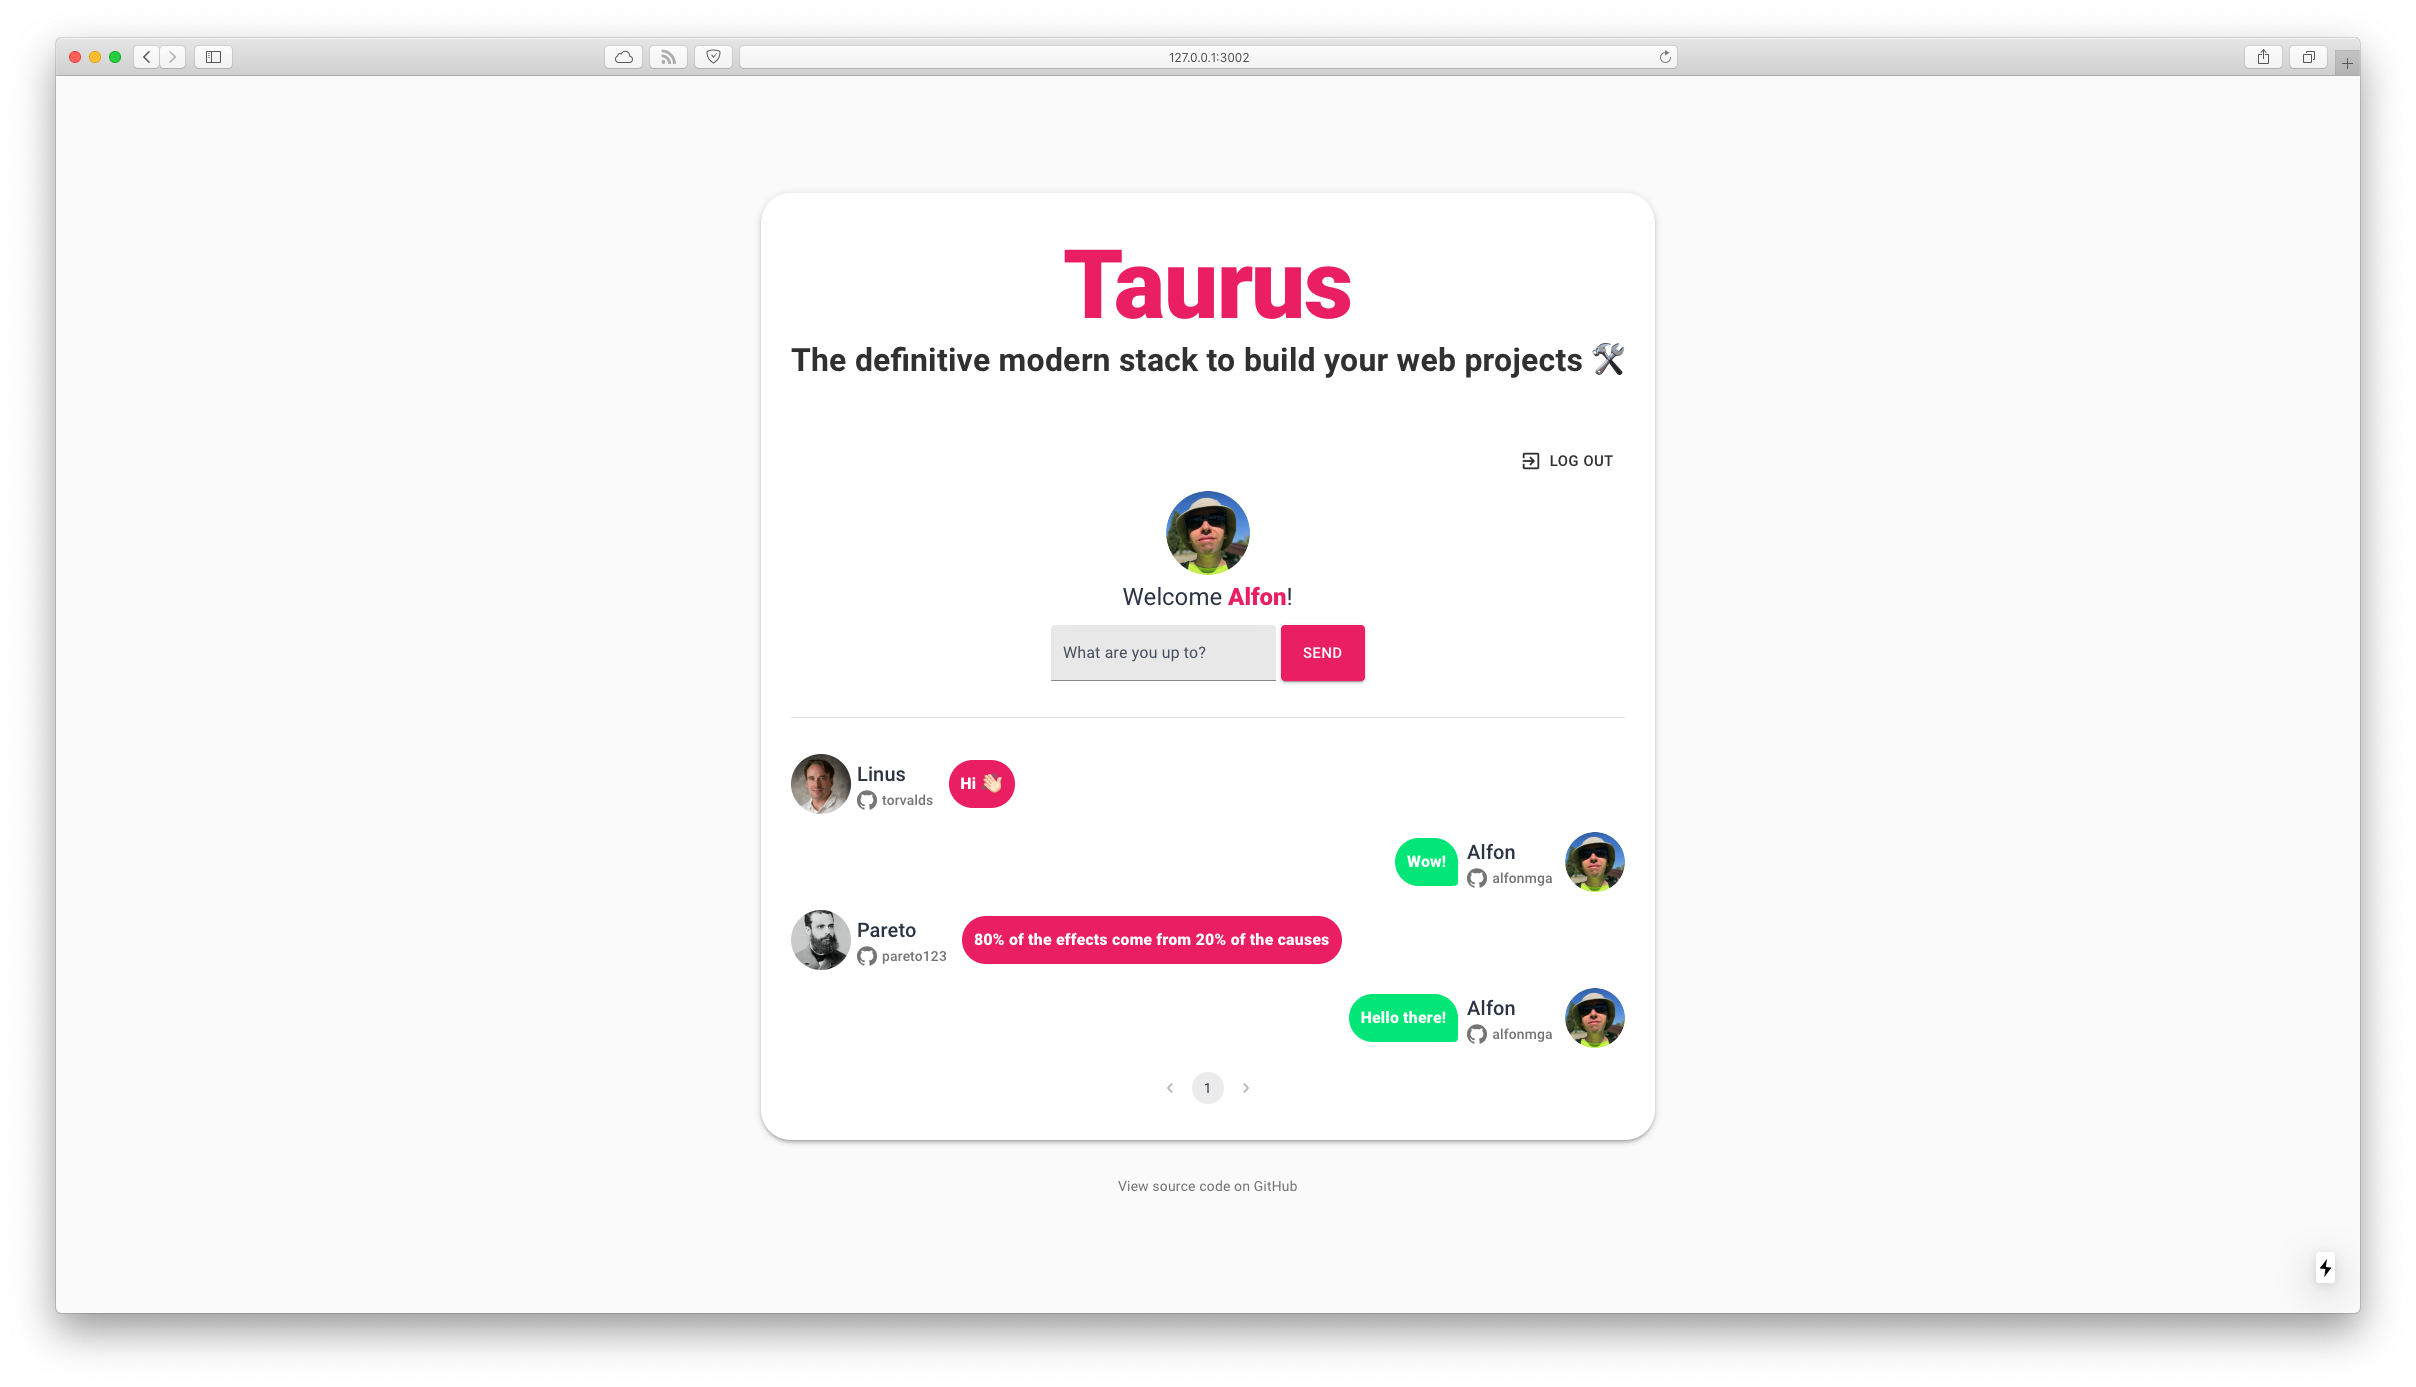 127.0.0.1:3002
Taurus
The definitive modern stack to build your web projects 🛠
LOG OUT
Welcome Alfon!
What are you up to?
SEND
Linus
torvalds
Hi 👋🏻
Wow!
Alfon
alfonmga
Pareto
pareto123
80% of the effects come from 20% of the causes
Hello there!
Alfon
alfonmga
1
View source code on GitHub